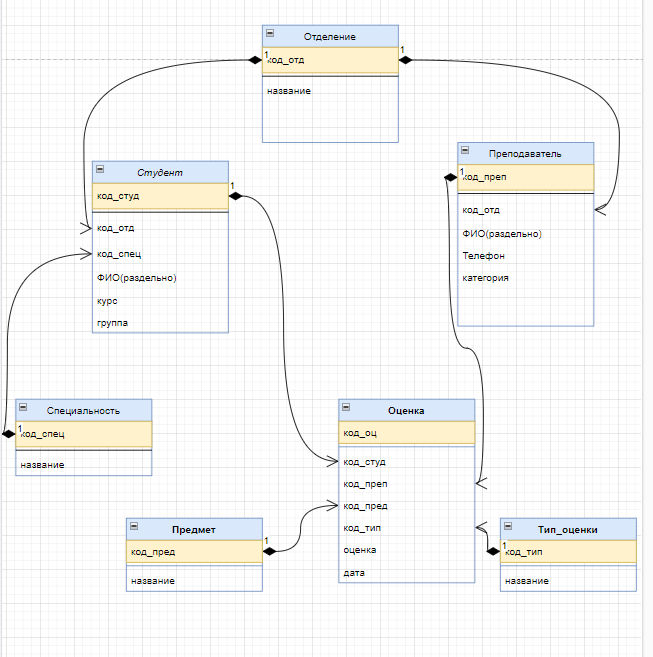 Отделение
1
код_отд
1
название
Студент
код_студ
1
код_отд
код_спец
ФИО(раздельно)
курс
группа
Преподаватель
1
код_преп
код_отд
ФИО(раздельно)
Телефон
категория
Специальность
1
код_спец
название
Оценка
код_оц
код_студ
код_преп
код_пред
код_тип
оценка
дата
Предмет
код_пред
1
название
Тип_оценки
1
код_тип
название